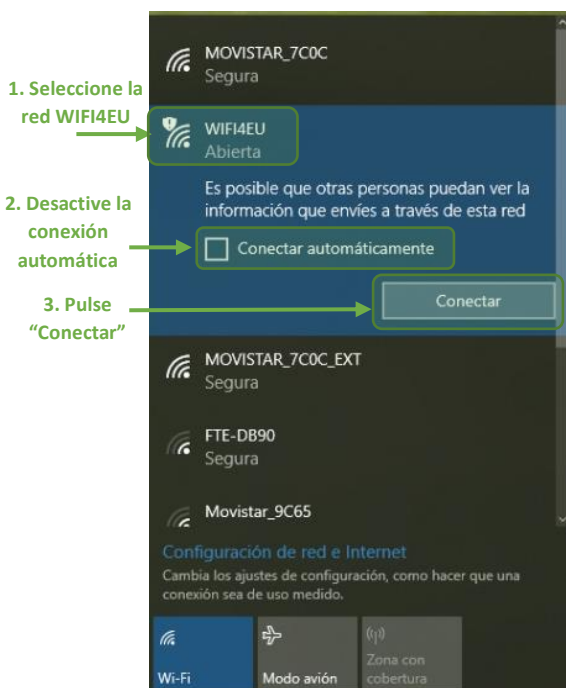 MOVISTAR_7C0C
Segura
1. Seleccione la
red WIFI4EU
WIFI4EU
Abierta
Es posible que otras personas puedan ver la
información que envíes a través de esta red
2. Desactive la
conexión
automática
Conectar automáticamente
3. Pulse
“Conectar”
Conectar
MOVISTAR_7C0C_EXT
Segura
FTE-DB90
Segura
Movistar_9C65
Configuración de red e Internet
Cambia los ajustes de configuración, como hacer que una
conexión sea de uso medido.
Wi-Fi
Modo avión
Zona con
cobertura